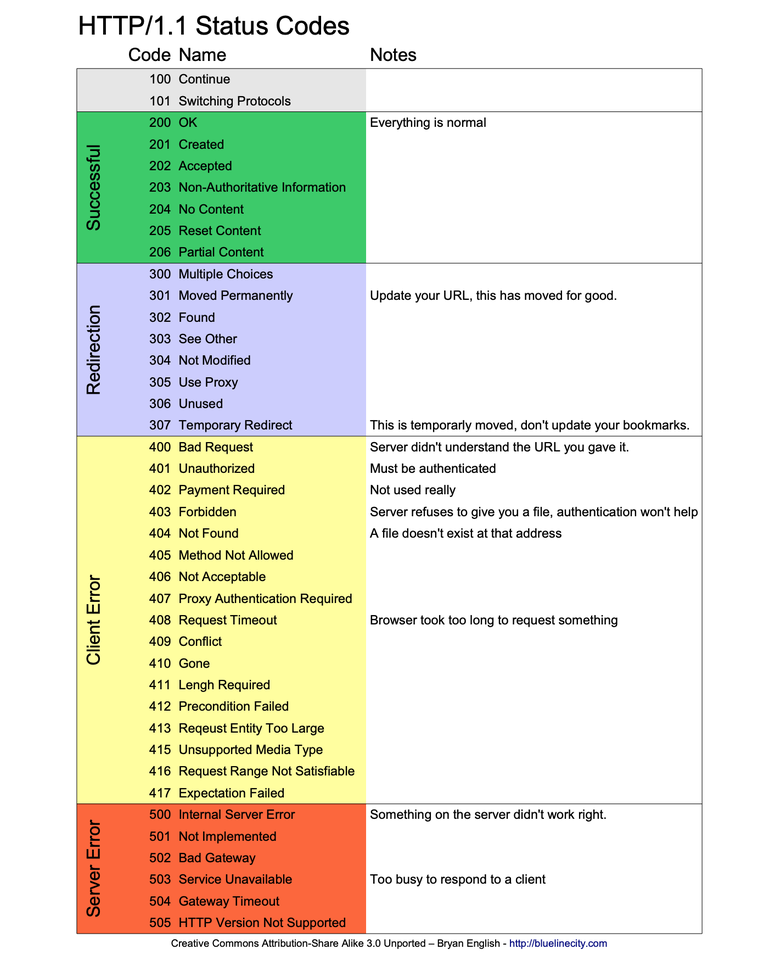 HTTP/1.1 Status Codes
Code Name Notes
100 Continue
101 Switching Protocols
Successful
200 OK Everything is normal
201 Created
202 Accepted
203 Non-Authoritative Information
204 No Content
205 Reset Content
206 Partial Content
Redirection
300 Multiple Choices
301 Moved Permanently Update your URL, this has moved for good.
302 Found
303 See Other
304 Not Modified
305 Use Proxy
306 Unused
307 Temporary Redirect This is temporarly moved, don't update your bookmarks.
Client Error
400 Bad Request Server didn't understand the URL you gave it.
401 Unauthorized Must be authenticated
402 Payment Required Not used really
403 Forbidden Server refuses to give you a file, authentication won't help
404 Not Found A file doesn't exist at that address
405 Method Not Allowed
406 Not Acceptable
407 Proxy Authentication Required
408 Request Timeout Browser took too long to request something
409 Conflict
410 Gone
411 Lengh Required
412 Precondition Failed
413 Reqeust Entity Too Large
415 Unsupported Media Type
416 Request Range Not Satisfiable
417 Expectation Failed
Server Error
500 Internal Server Error Something on the server didn't work right.
501 Not Implemented
502 Bad Gateway
503 Service Unavailable Too busy to respond to a client
504 Gateway Timeout
505 HTTP Version Not Supported
Creative Commons Attribution-Share Alike 3.0 Unported – Bryan English - http://bluelinecity.com